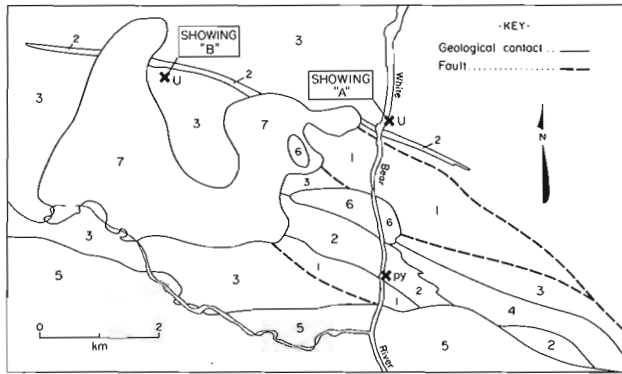 -KEY-
Geological contact...
Fault...............
SHOWING
"B"
SHOWING
"A"
White
Bear
River
N
U
U
py
2
3
2
3
3
7
7
6
1
1
3
6
6
2
1
2
1
3
4
2
3
3
5
5
5
0 2
km